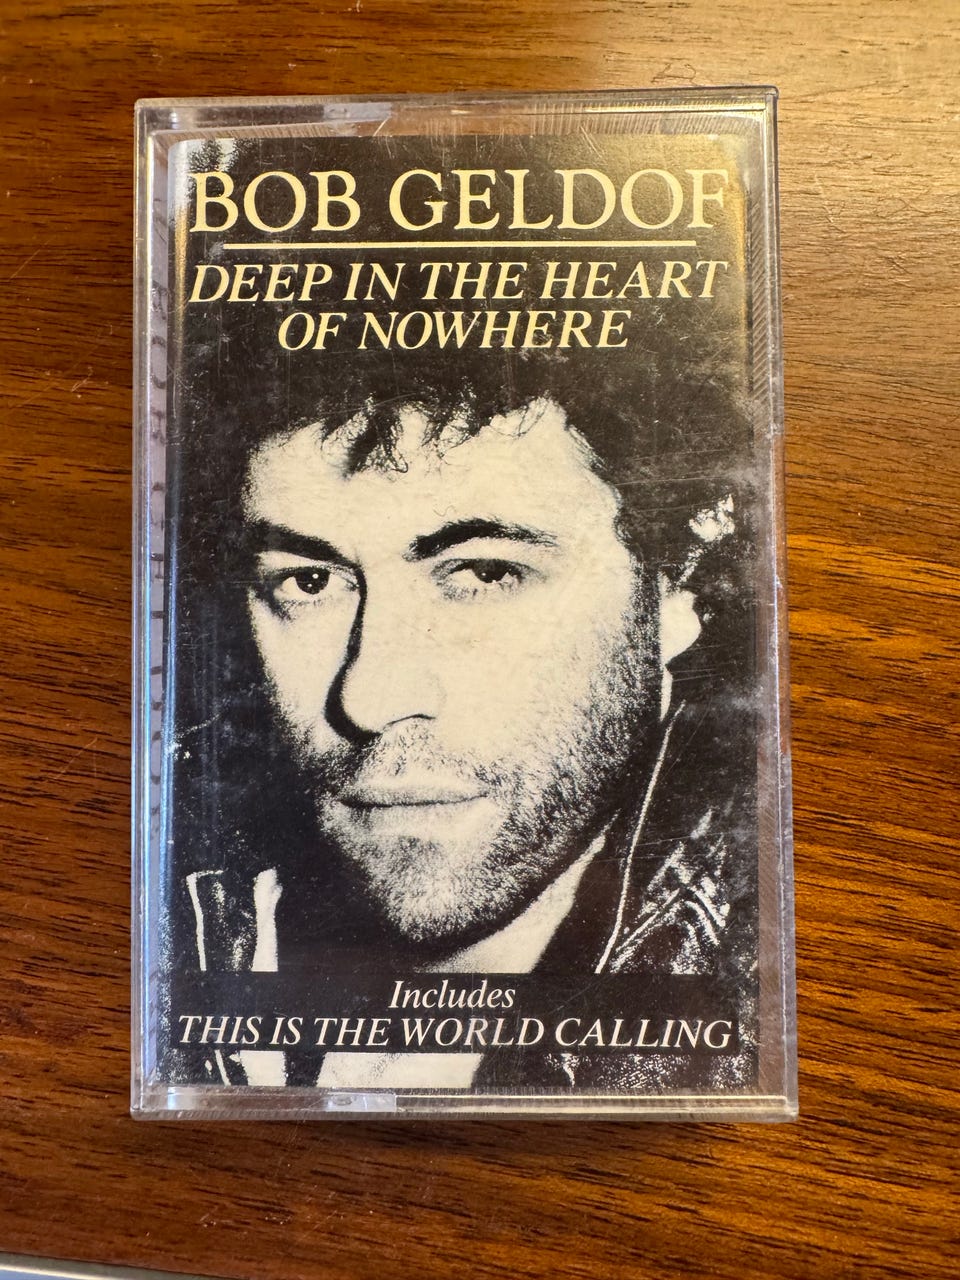 BOB GELDOF
DEEP IN THE HEART
OF NOWHERE
Includes
THIS IS THE WORLD CALLING